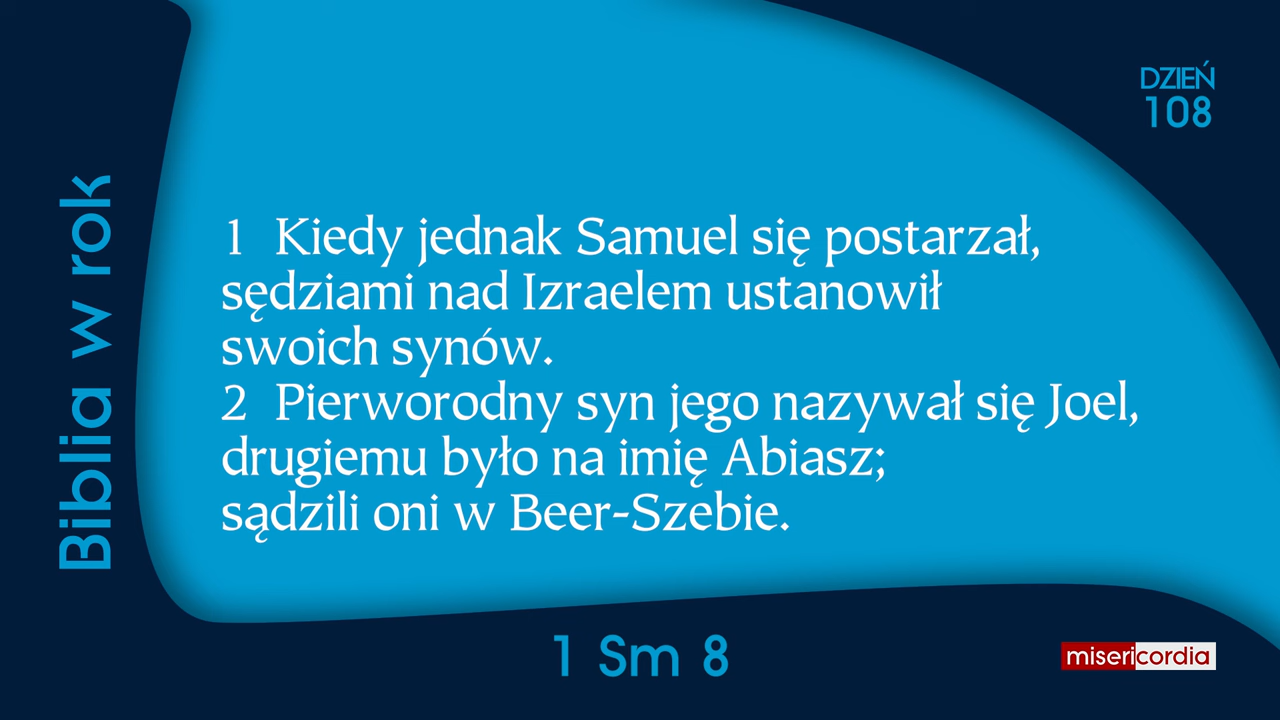 DZIEŃ
108
Biblia w rok
1 Kiedy jednak Samuel się postarzał,
sędziami nad Izraelem ustanowił
swoich synów.
2 Pierworodny syn jego nazywał się Joel,
drugiemu było na imię Abiasz;
sądzili oni w Beer-Szebie.
1 Sm 8
misericordia